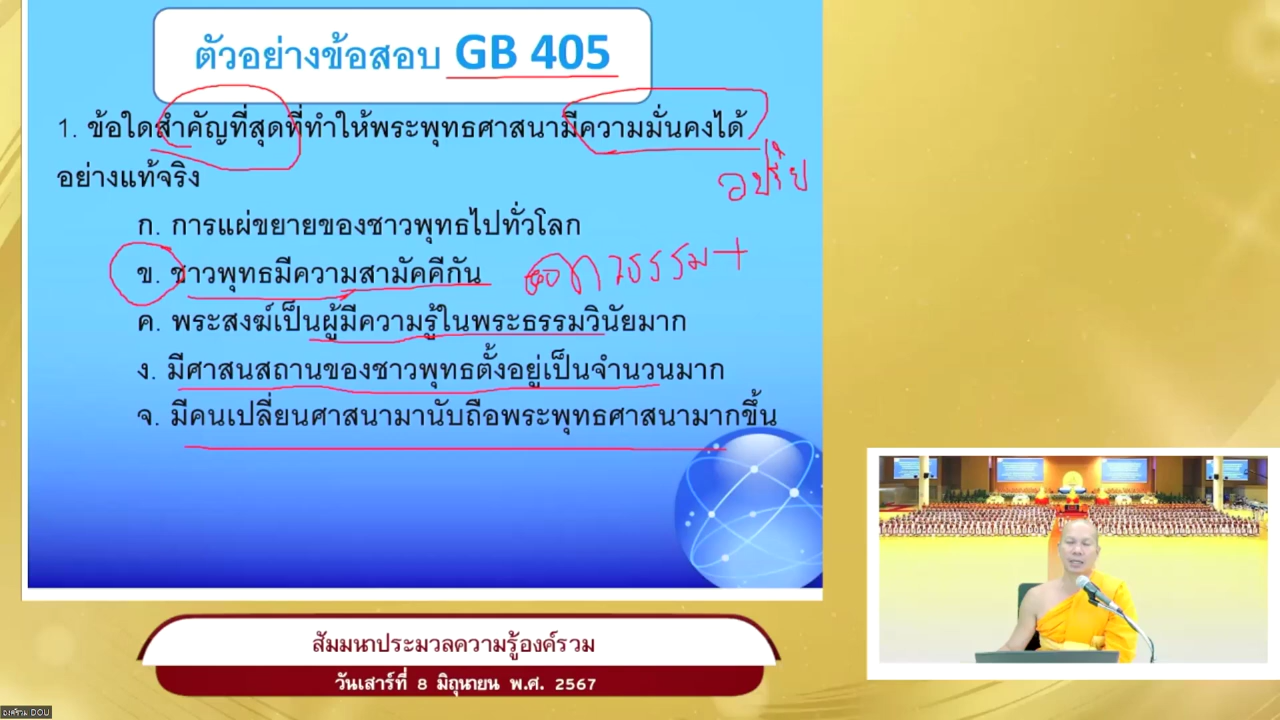 ตัวอย่างข้อสอบ GB 405
1. ข้อใดสำคัญที่สุดที่ทำให้พระพุทธศาสนามีความมั่นคงได้
อย่างแท้จริง
ก. การแผ่ขยายของชาวพุทธไปทั่วโลก
ข. ชาวพุทธมีความสามัคคีกัน
ค. พระสงฆ์เป็นผู้มีความรู้ในพระธรรมวินัยมาก
ง. มีศาสนสถานของชาวพุทธตั้งอยู่เป็นจำนวนมาก
จ. มีคนเปลี่ยนศาสนามานับถือพระพุทธศาสนามากขึ้น
สัมมหาประมวลความรู้องค์รวม
วันเสาร์ที่ 8 มิถุนายน พ.ศ. 2567